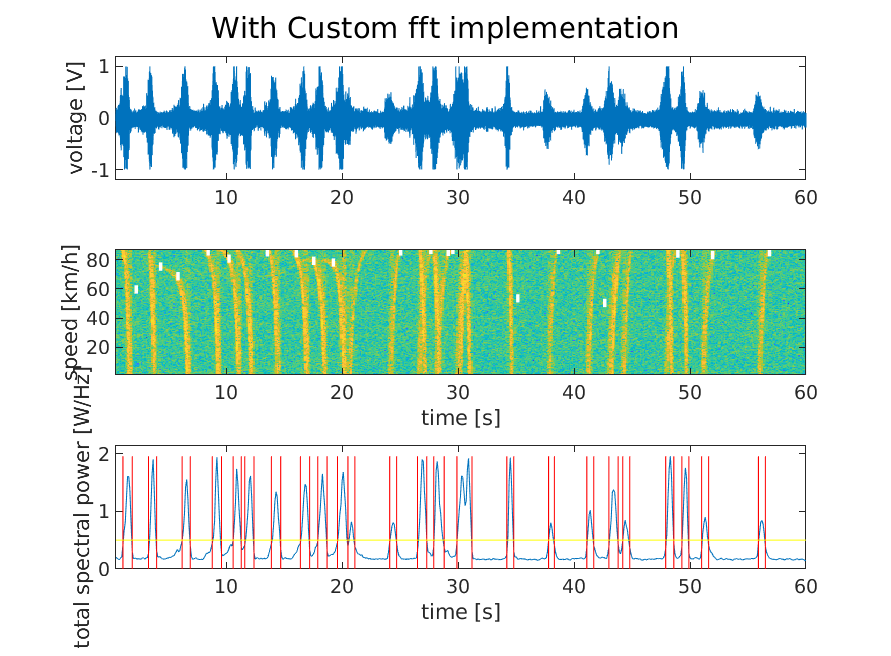 With Custom fft implementation
voltage [V]
1
0
-1
10 20 30 40 50 60
speed [km/h]
80
60
40
20
10 20 30 40 50 60
time [s]
total spectral power [W/Hz]
2
1
0
10 20 30 40 50 60
time [s]